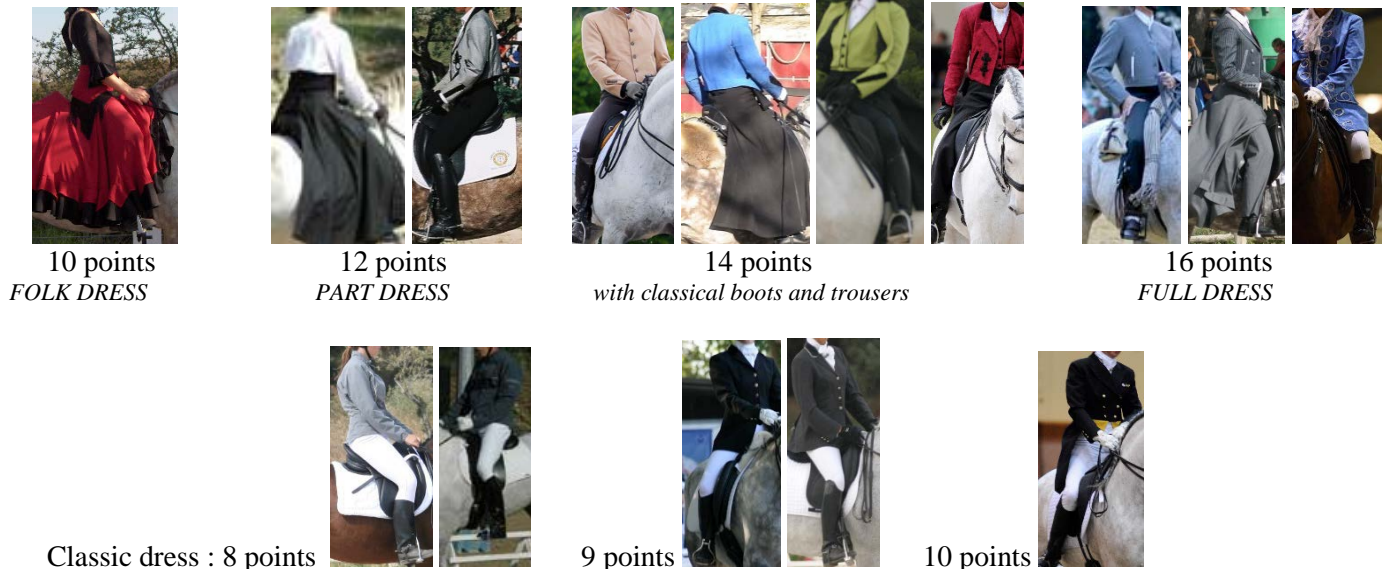 10 points
FOLK DRESS
12 points
PART DRESS
14 points
with classical boots and trousers
16 points
FULL DRESS
Classic dress : 8 points
9 points
10 points